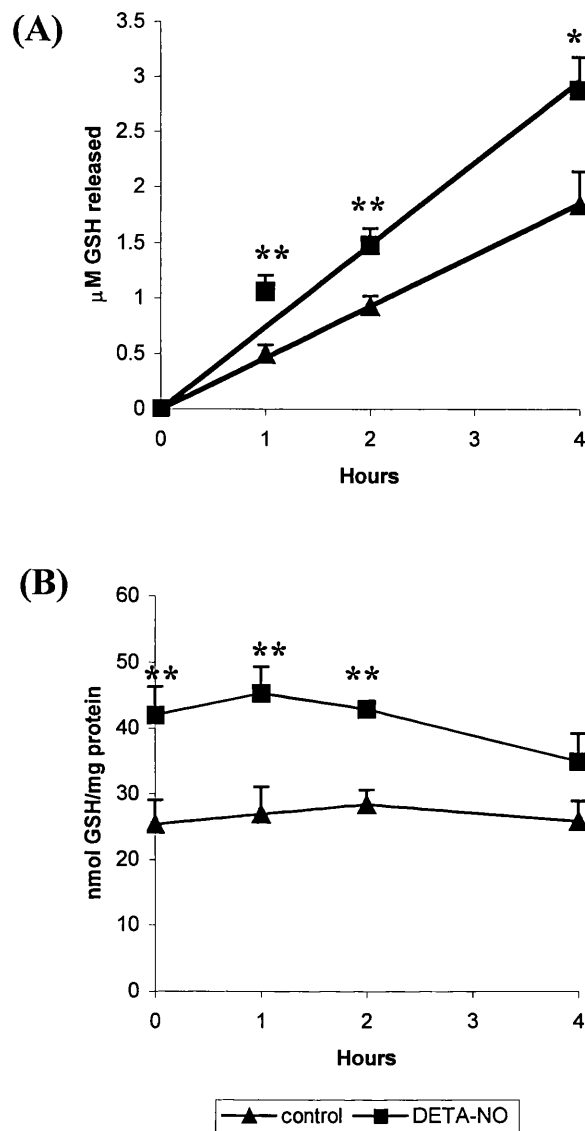 (A)
µM GSH released
3.5
3
2.5
2
1.5
1
0.5
0
**
**
*
0 1 2 3 4
Hours
(B)
nmol GSH/mg protein
60
50
40
30
20
10
0
** ** **
0 1 2 3 4
Hours
control DETA-NO